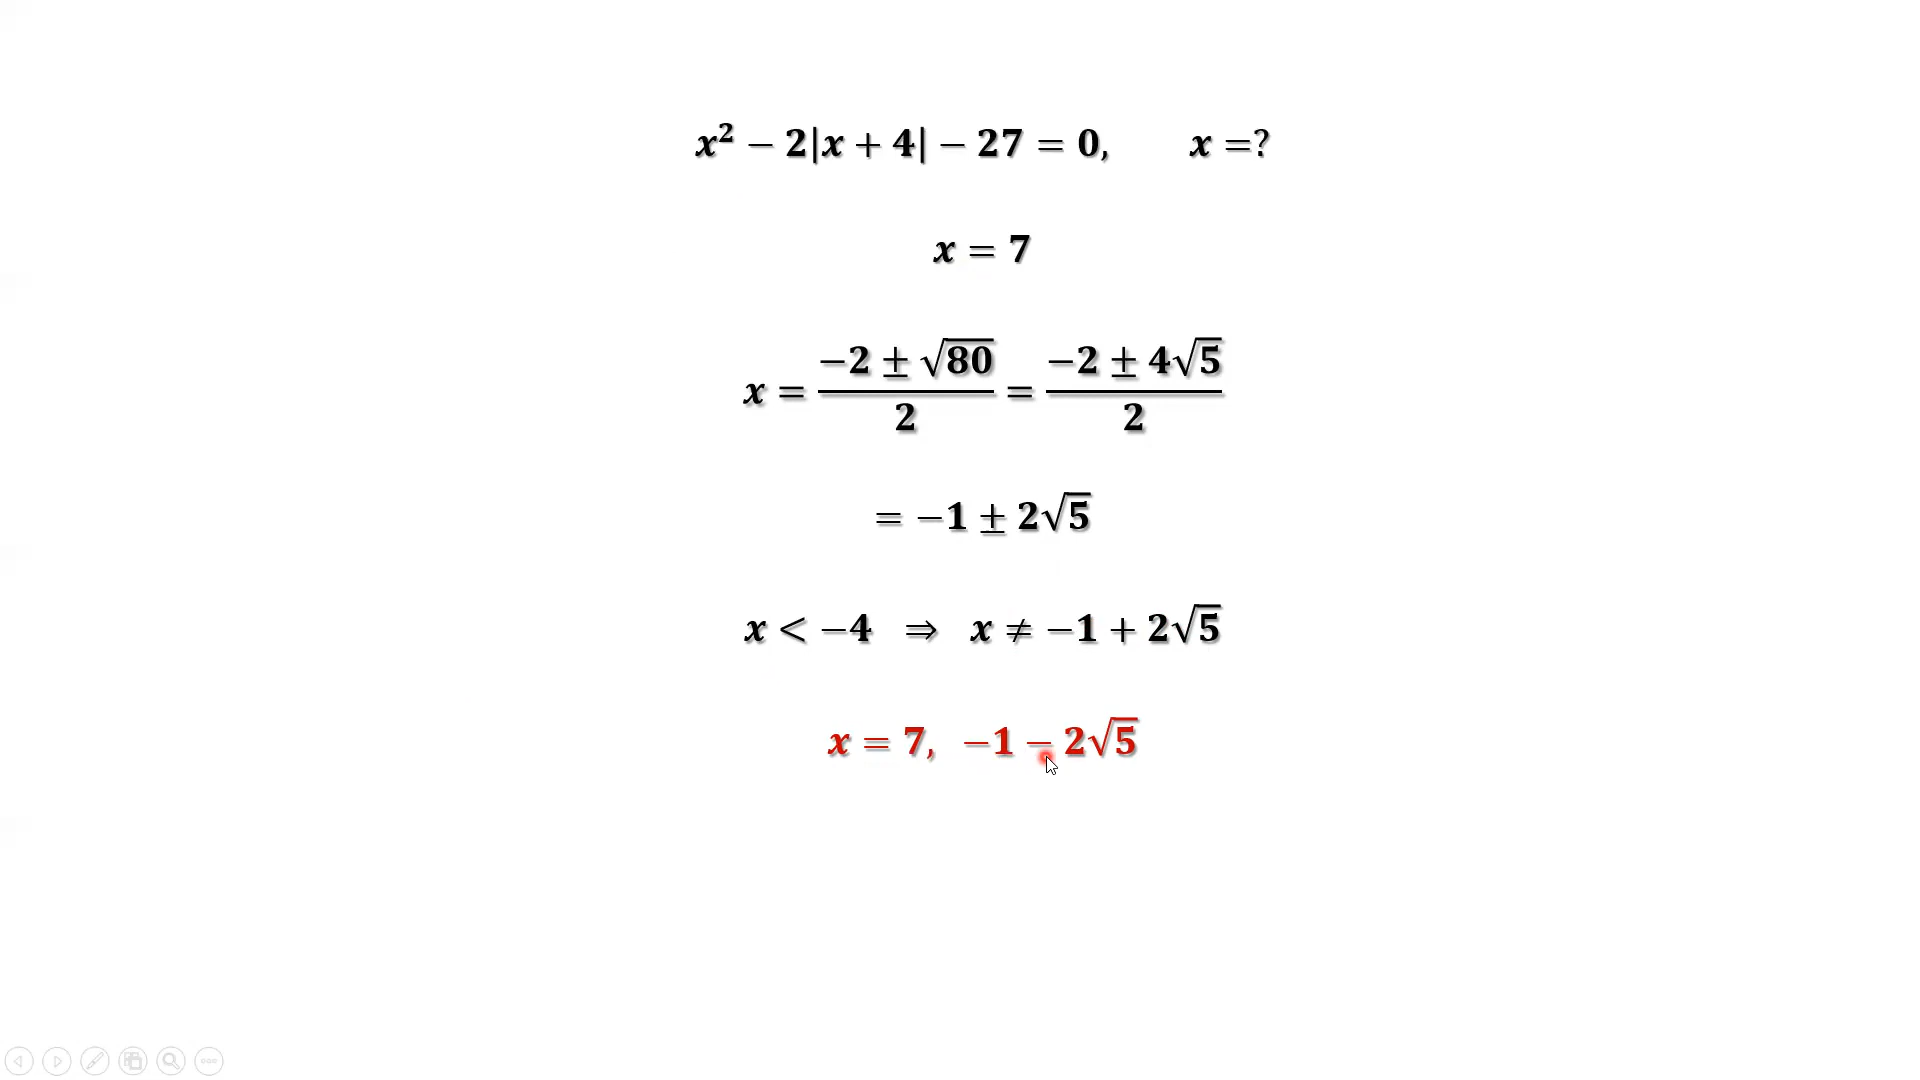 x² − 2|x + 4| − 27 = 0,   x =?
x = 7
x = (−2 ± √80)/2 = (−2 ± 4√5)/2
= −1 ± 2√5
x < −4 ⇒ x ≠ −1 + 2√5
x = 7, −1 − 2√5